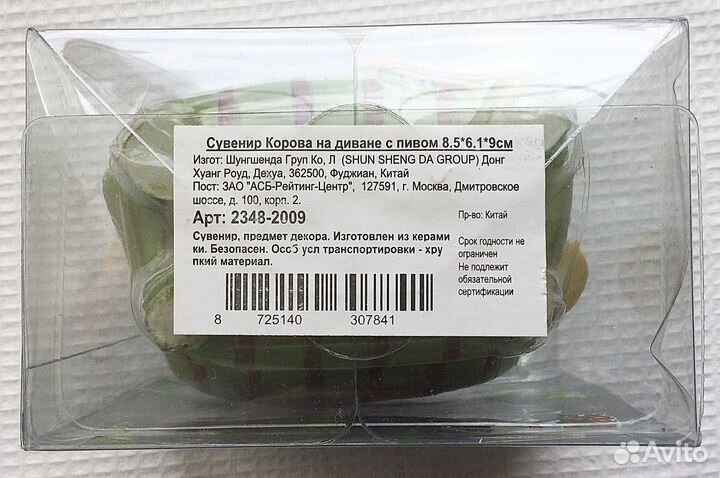 Сувенир Корова на диване с пивом 8.5*6.1*9см
Изгот: Шунгшенда Груп Ко, Л (SHUN SHENG DA GROUP) Донг
Хуанг Роуд, Дехуа, 362500, Фуджиан, Китай
Пост: ЗАО "АСБ-Рейтинг-Центр", 127591, г. Москва, Дмитровское
шоссе, д. 100, корп. 2.
Арт: 2348-2009
Пр-во: Китай
Сувенир, предмет декора. Изготовлен из керами
ки. Безопасен. Особ усл транспортировки - хру
пкий материал.
Срок годности не
ограничен
Не подлежит
обязательной
сертификации
8 725140 307841
Avito